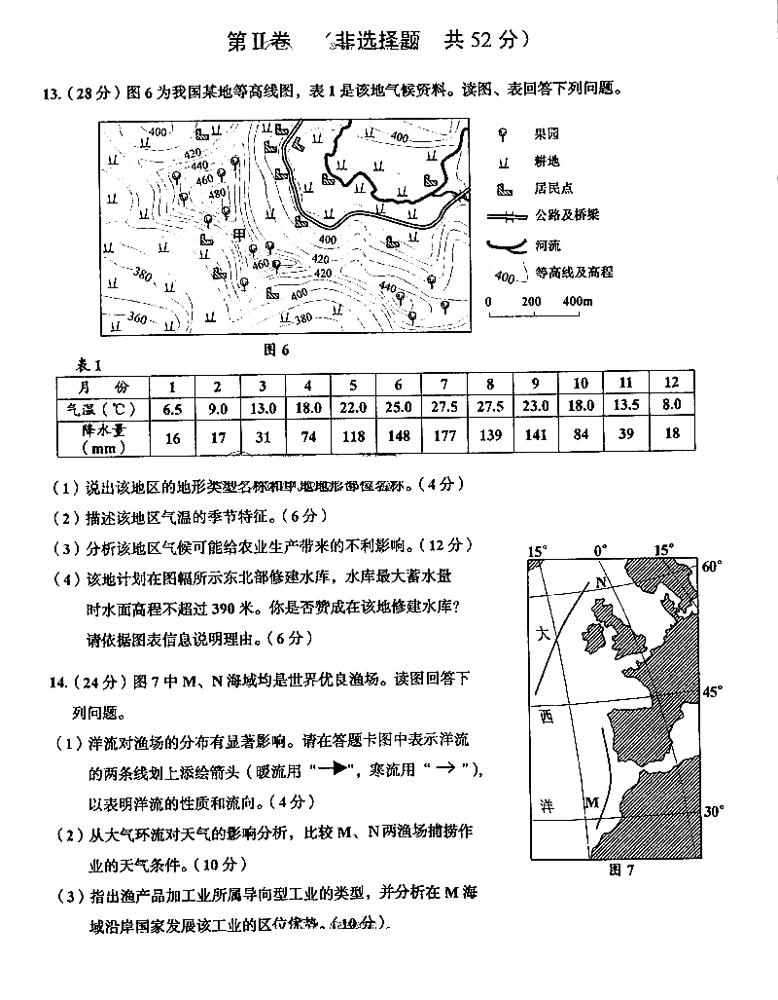 第Ⅱ卷 (非选择题 共52分)
13.(28分)图6为我国某地等高线图，表1是该地气候资料。读图、表回答下列问题。
400
400
420
440
460
480
甲
400
460
420
420
380
440
400
360
380
果园
耕地
居民点
公路及桥梁
河流
400 等高线及高程
0 200 400m
图6
表1
月 份 1 2 3 4 5 6 7 8 9 10 11 12
气温(℃) 6.5 9.0 13.0 18.0 22.0 25.0 27.5 27.5 23.0 18.0 13.5 8.0
降水量(mm) 16 17 31 74 118 148 177 139 141 84 39 18
(1)说出该地区的地形类型名称和甲地地形部位名称。(4分)
(2)描述该地区气温的季节特征。(6分)
(3)分析该地区气候可能给农业生产带来的不利影响。(12分)
(4)该地计划在图幅所示东北部修建水库，水库最大蓄水量
时水面高程不超过390米。你是否赞成在该地修建水库?
请依据图表信息说明理由。(6分)
14.(24分)图7中M、N海域均是世界优良渔场。读图回答下
列问题。
(1)洋流对渔场的分布有显著影响。请在答题卡图中表示洋流
的两条线划上添绘箭头(暖流用“━▶”，寒流用“→”)，
以表明洋流的性质和流向。(4分)
(2)从大气环流对天气的影响分析，比较M、N两渔场捕捞作
业的天气条件。(10分)
(3)指出渔产品加工业所属导向型工业的类型，并分析在M海
域沿岸国家发展该工业的区位优势。(10分)
15° 0° 15°
60°
N
大
45°
西
洋
M
30°
图7